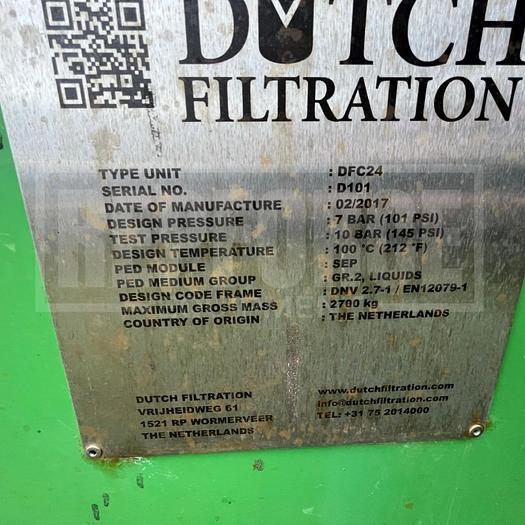 DUTCH
FILTRATION
TYPE UNIT : DFC24
SERIAL NO. : D101
DATE OF MANUFACTURE : 02/2017
DESIGN PRESSURE : 7 BAR (101 PSI)
TEST PRESSURE : 10 BAR (145 PSI)
DESIGN TEMPERATURE : 100 °C (212 °F)
PED MODULE : SEP
PED MEDIUM GROUP : GR.2, LIQUIDS
DESIGN CODE FRAME : DNV 2.7-1 / EN12079-1
MAXIMUM GROSS MASS : 2700 kg
COUNTRY OF ORIGIN : THE NETHERLANDS
DUTCH FILTRATION
VRIJHEIDWEG 61
1521 RP WORMERVEER
THE NETHERLANDS
www.dutchfiltration.com
info@dutchfiltration.com
TEL: +31 75 2014000